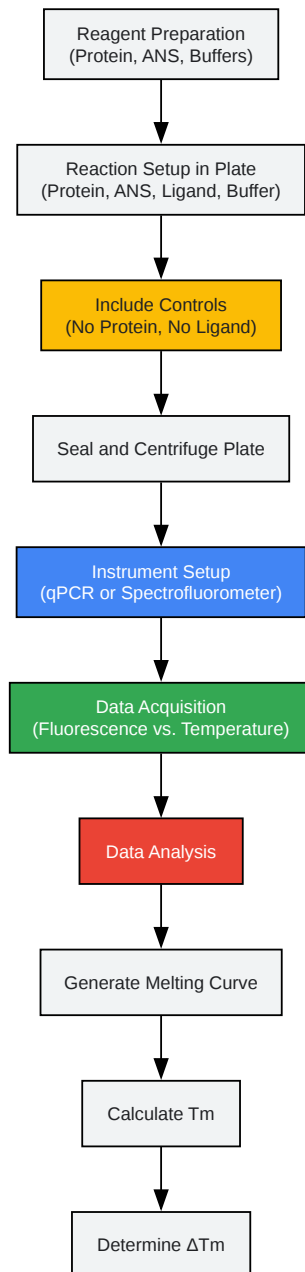 Reagent Preparation
(Protein, ANS, Buffers)
Reaction Setup in Plate
(Protein, ANS, Ligand, Buffer)
Include Controls
(No Protein, No Ligand)
Seal and Centrifuge Plate
Instrument Setup
(qPCR or Spectrofluorometer)
Data Acquisition
(Fluorescence vs. Temperature)
Data Analysis
Generate Melting Curve
Calculate Tm
Determine ΔTm